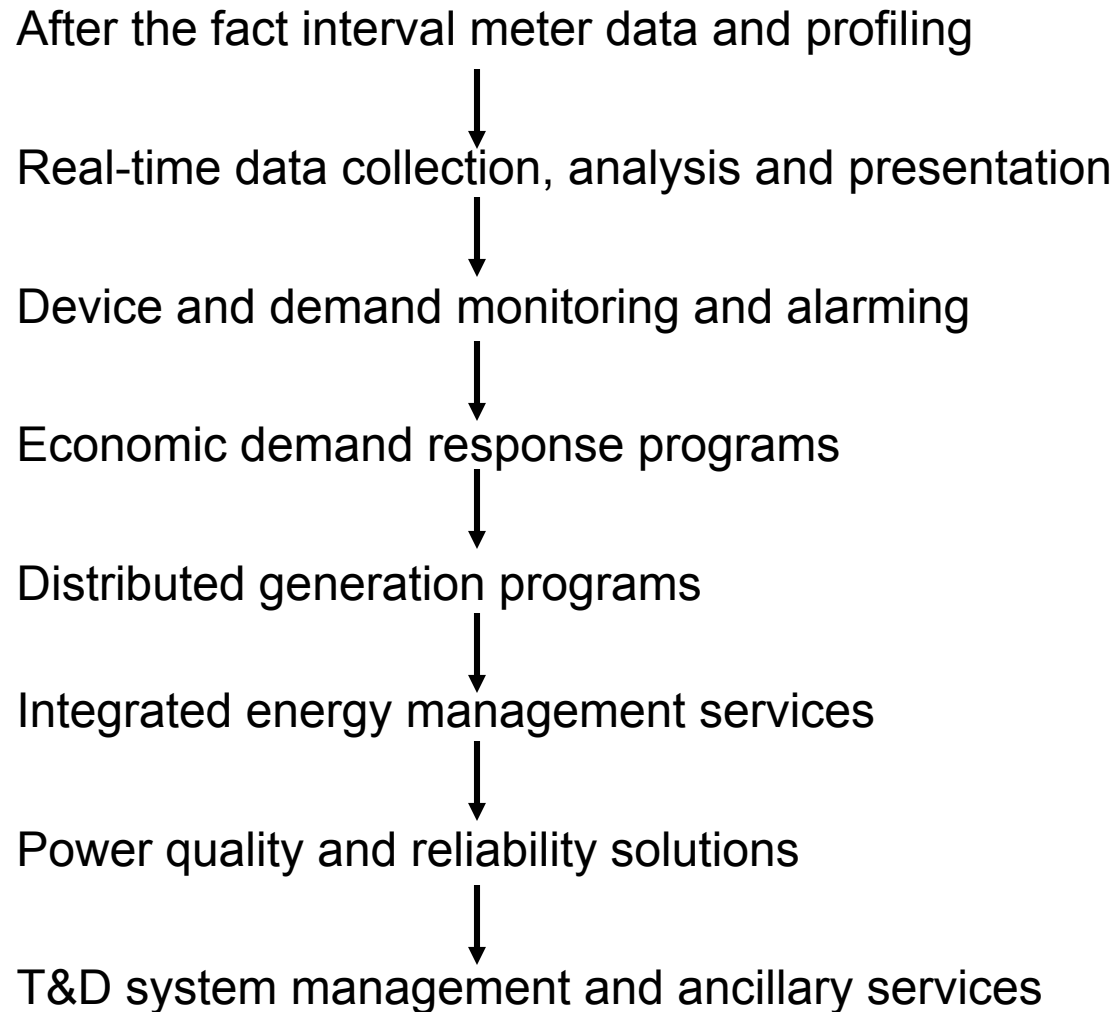 After the fact interval meter data and profiling
Real-time data collection, analysis and presentation
Device and demand monitoring and alarming
Economic demand response programs
Distributed generation programs
Integrated energy management services
Power quality and reliability solutions
T&D system management and ancillary services